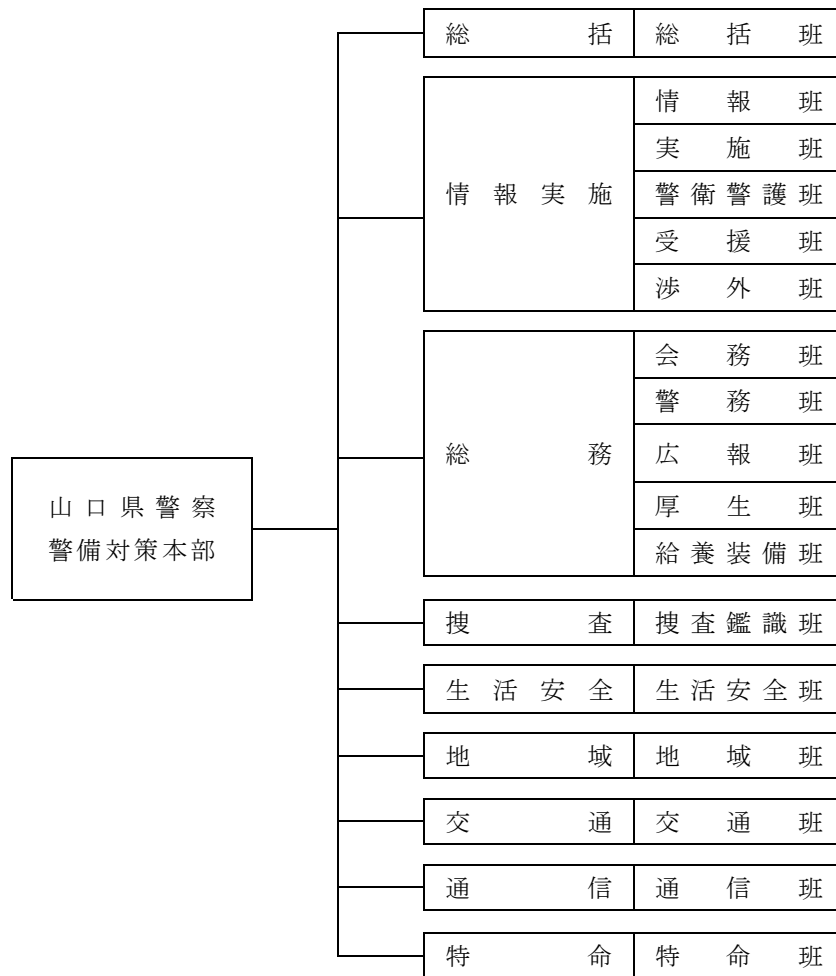 総括 総括班
情報実施 情報班
実施班
警衛警護班
受援班
渉外班
総務 会務班
警務班
広報班
厚生班
給養装備班
山口県警察
警備対策本部
捜査 捜査鑑識班
生活安全 生活安全班
地域 地域班
交通 交通班
通信 通信班
特命 特命班